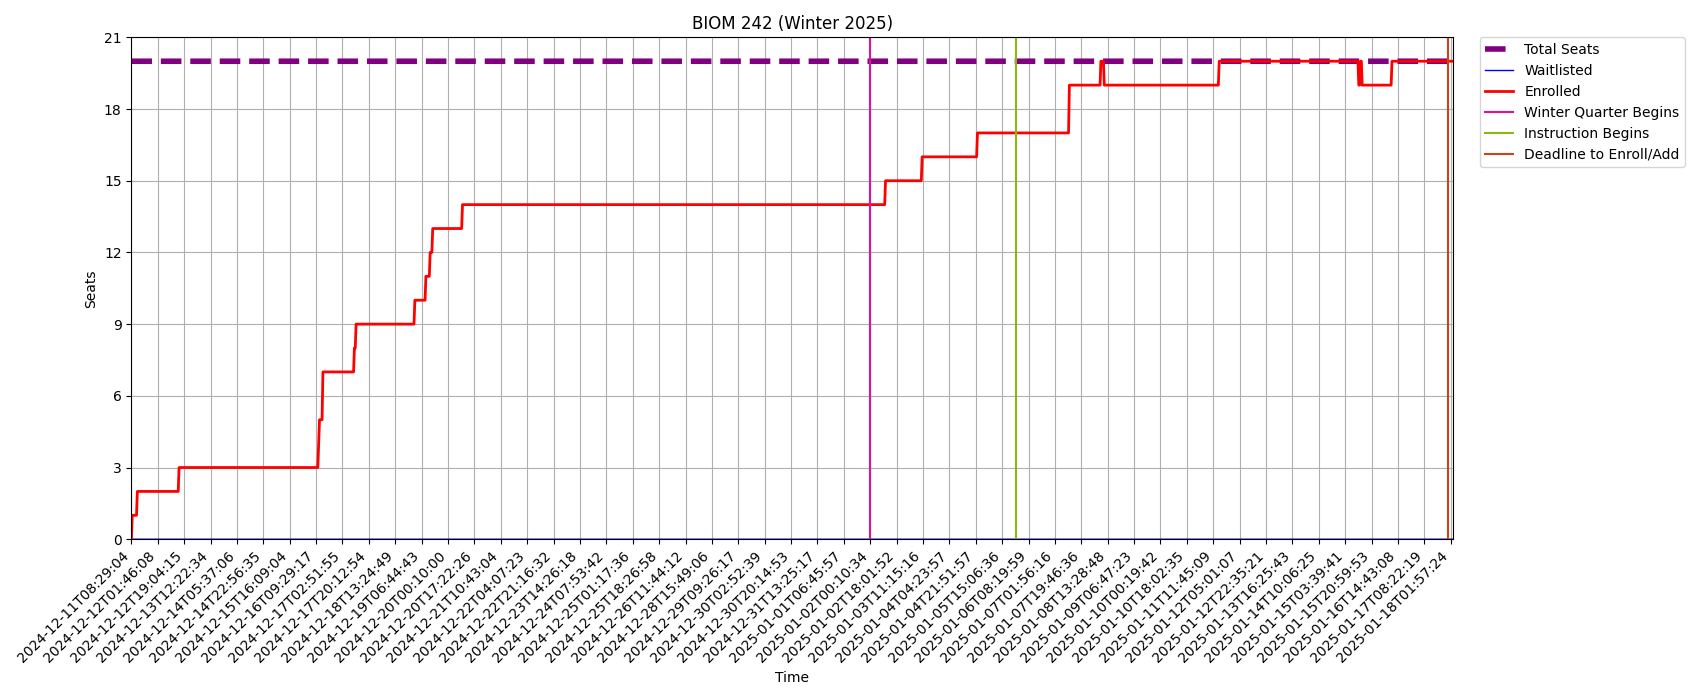 BIOM 242 (Winter 2025)
Total Seats
Waitlisted
Enrolled
Winter Quarter Begins
Instruction Begins
Deadline to Enroll/Add
Seats
21
18
15
12
9
6
3
0
2024-12-11T08:29:04
2024-12-12T01:46:08
2024-12-12T19:04:15
2024-12-13T12:22:34
2024-12-14T05:37:06
2024-12-14T22:56:35
2024-12-15T16:09:04
2024-12-16T09:29:17
2024-12-17T02:51:55
2024-12-17T20:12:54
2024-12-18T13:24:49
2024-12-19T06:44:43
2024-12-20T00:10:00
2024-12-20T17:22:26
2024-12-21T10:43:04
2024-12-22T04:07:23
2024-12-22T21:16:32
2024-12-23T14:26:18
2024-12-24T07:53:42
2024-12-25T01:17:36
2024-12-25T18:26:58
2024-12-26T11:44:12
2024-12-28T15:49:06
2024-12-29T09:26:17
2024-12-30T02:52:39
2024-12-30T20:14:53
2024-12-31T13:25:17
2025-01-01T06:45:57
2025-01-02T00:10:34
2025-01-02T18:01:52
2025-01-03T11:15:16
2025-01-04T04:23:57
2025-01-04T21:51:57
2025-01-05T15:06:36
2025-01-06T08:19:59
2025-01-07T01:56:16
2025-01-07T19:46:36
2025-01-08T13:28:48
2025-01-09T06:47:23
2025-01-10T00:19:42
2025-01-10T18:02:35
2025-01-11T11:45:09
2025-01-12T05:01:07
2025-01-12T22:35:21
2025-01-13T16:25:43
2025-01-14T10:06:25
2025-01-15T03:39:41
2025-01-15T20:59:53
2025-01-16T14:43:08
2025-01-17T08:22:19
2025-01-18T01:57:24
Time